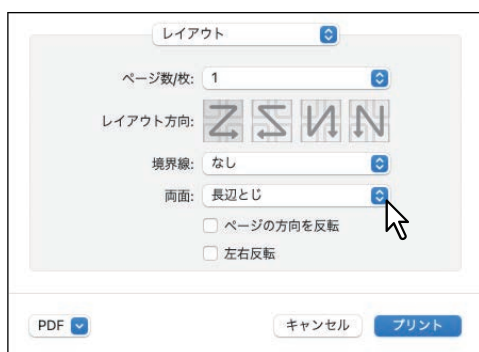 レイアウト
ページ数/枚: 1
レイアウト方向:
境界線: なし
両面: 長辺とじ
ページの方向を反転
左右反転
PDF キャンセル プリント